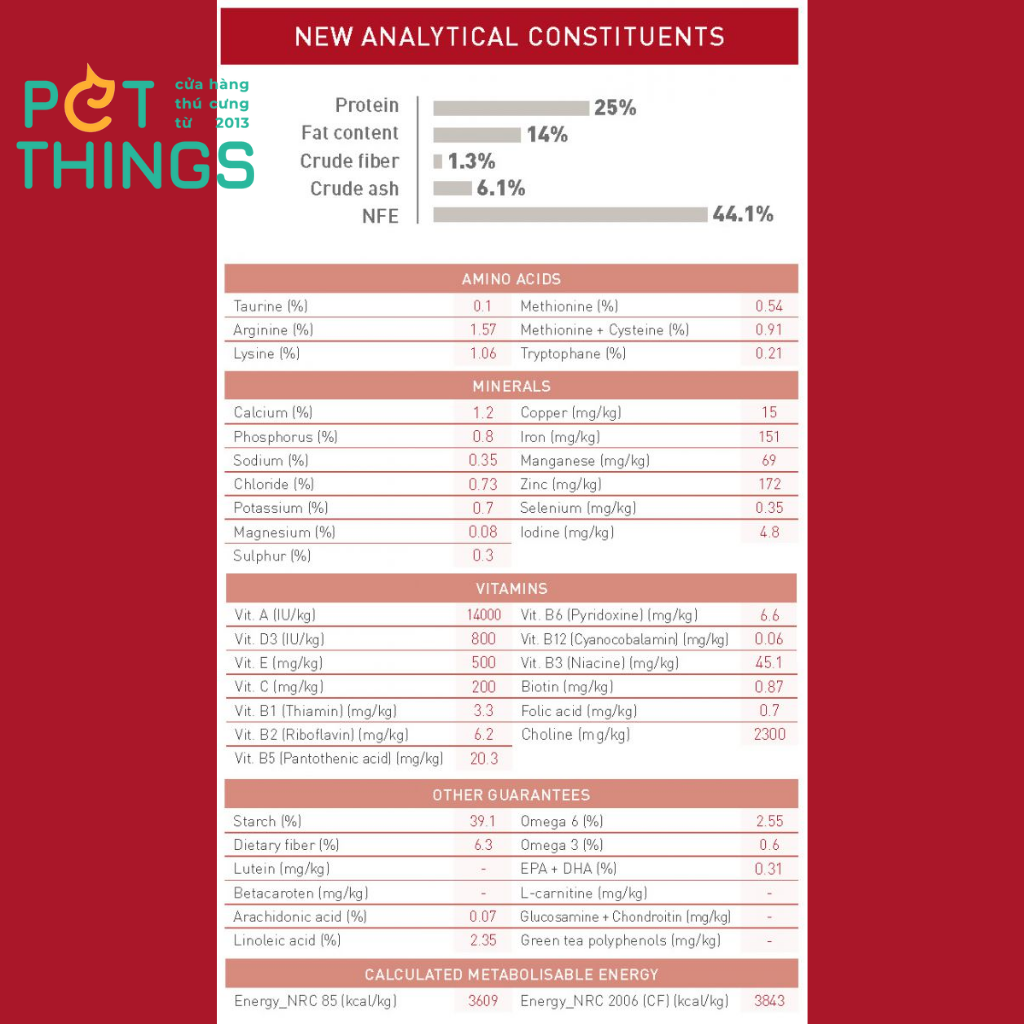 NEW ANALYTICAL CONSTITUENTS
PET THINGS
cửa hàng
thú cưng
từ 2013
Protein 25%
Fat content 14%
Crude fiber 1.3%
Crude ash 6.1%
NFE 44.1%
AMINO ACIDS
Taurine (%) 0.1 Methionine (%) 0.54
Arginine (%) 1.57 Methionine + Cysteine (%) 0.91
Lysine (%) 1.06 Tryptophane (%) 0.21
MINERALS
Calcium (%) 1.2 Copper (mg/kg) 15
Phosphorus (%) 0.8 Iron (mg/kg) 151
Sodium (%) 0.35 Manganese (mg/kg) 69
Chloride (%) 0.73 Zinc (mg/kg) 172
Potassium (%) 0.7 Selenium (mg/kg) 0.35
Magnesium (%) 0.08 Iodine (mg/kg) 4.8
Sulphur (%) 0.3
VITAMINS
Vit. A (IU/kg) 14000 Vit. B6 (Pyridoxine) (mg/kg) 6.6
Vit. D3 (IU/kg) 800 Vit. B12 (Cyanocobalamin) (mg/kg) 0.06
Vit. E (mg/kg) 500 Vit. B3 (Niacine) (mg/kg) 45.1
Vit. C (mg/kg) 200 Biotin (mg/kg) 0.87
Vit. B1 (Thiamin) (mg/kg) 3.3 Folic acid (mg/kg) 0.7
Vit. B2 (Riboflavin) (mg/kg) 6.2 Choline (mg/kg) 2300
Vit. B5 (Pantothenic acid) (mg/kg) 20.3
OTHER GUARANTEES
Starch (%) 39.1 Omega 6 (%) 2.55
Dietary fiber (%) 6.3 Omega 3 (%) 0.6
Lutein (mg/kg) - EPA + DHA (%) 0.31
Betacaroten (mg/kg) - L-carnitine (mg/kg) -
Arachidonic acid (%) 0.07 Glucosamine + Chondroitin (mg/kg) -
Linoleic acid (%) 2.35 Green tea polyphenols (mg/kg) -
CALCULATED METABOLISABLE ENERGY
Energy_NRC 85 (kcal/kg) 3609 Energy_NRC 2006 (CF) (kcal/kg) 3843